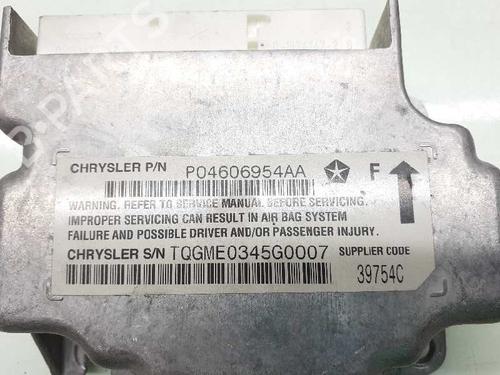 CHRYSLER P/N P04606954AA F
WARNING. REFER TO SERVICE MANUAL BEFORE SERVICING.
IMPROPER SERVICING CAN RESULT IN AIR BAG SYSTEM
FAILURE AND POSSIBLE DRIVER AND/OR PASSENGER INJURY.
CHRYSLER S/N TQGME0345G0007 SUPPLIER CODE
39754C